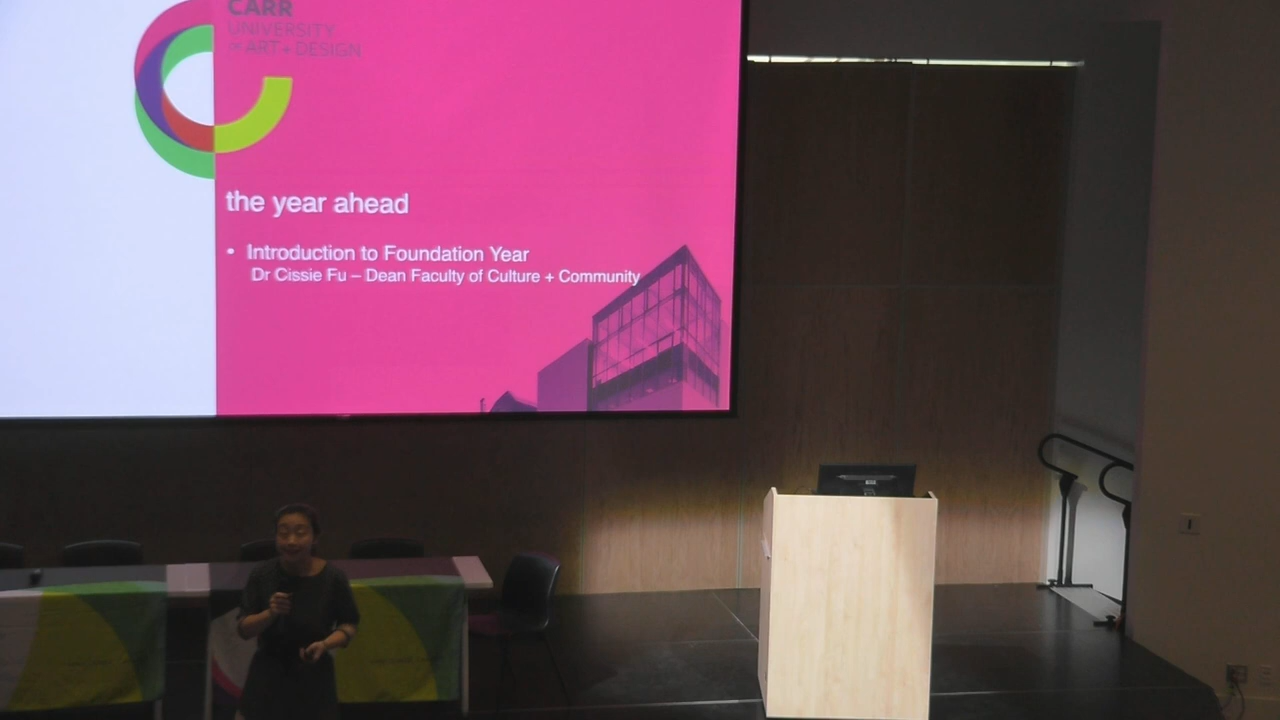 CARR
UNIVERSITY
OF ART + DESIGN
the year ahead
• Introduction to Foundation Year
Dr Cissie Fu – Dean Faculty of Culture + Community